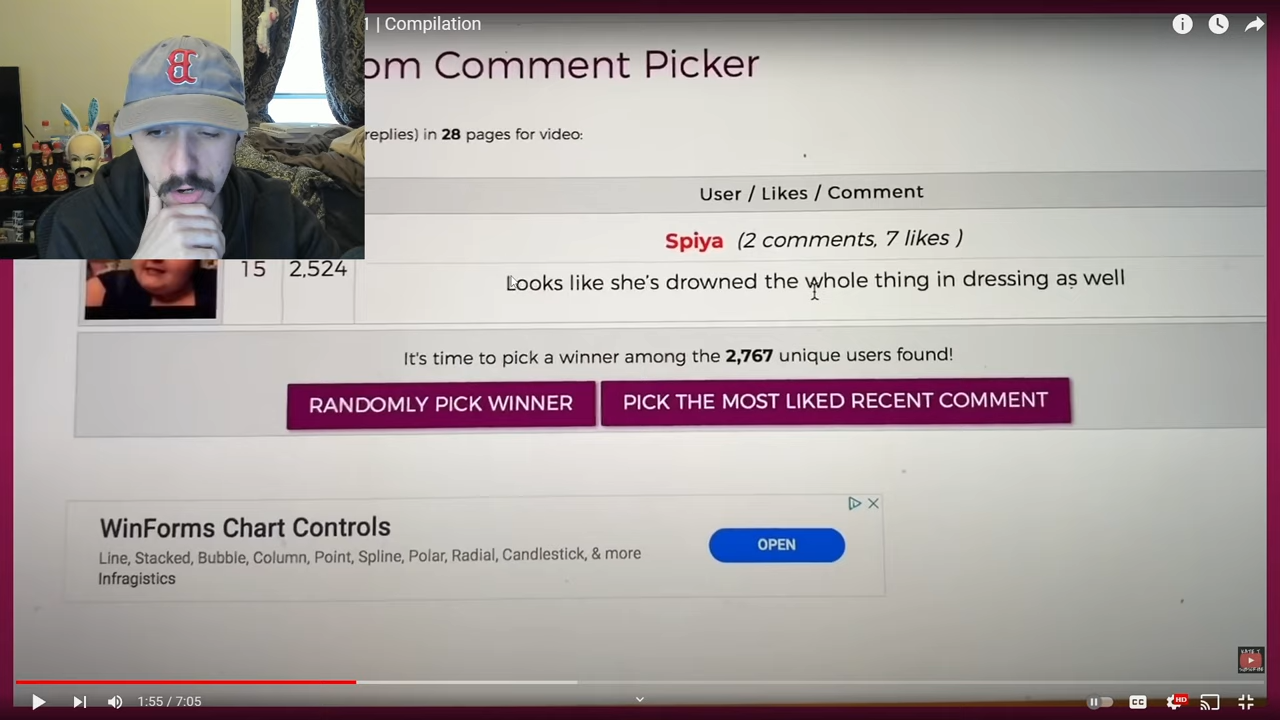 1 | Compilation
om Comment Picker
replies) in 28 pages for video:
User / Likes / Comment
Spiya (2 comments, 7 likes )
15 2,524
Looks like she's drowned the whole thing in dressing as well
It's time to pick a winner among the 2,767 unique users found!
RANDOMLY PICK WINNER
PICK THE MOST LIKED RECENT COMMENT
WinForms Chart Controls
Line, Stacked, Bubble, Column, Point, Spline, Polar, Radial, Candlestick, & more
Infragistics
OPEN
1:55 / 7:05
CC
HD